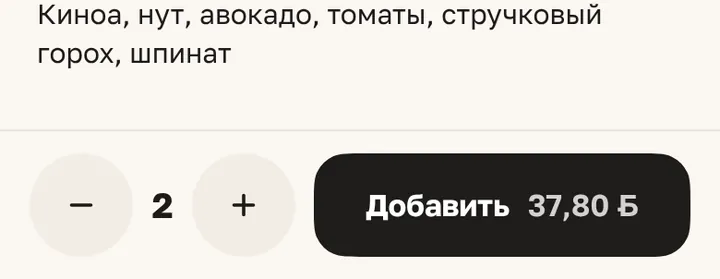 Киноа, нут, авокадо, томаты, стручковый
горох, шпинат
− 2 + Добавить 37,80 Б